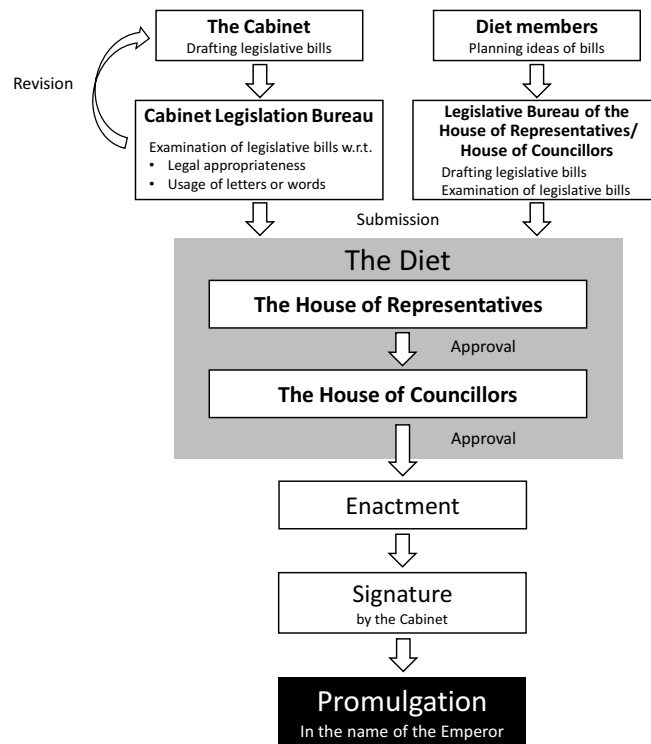 The Cabinet
Drafting legislative bills
Diet members
Planning ideas of bills
Revision
Cabinet Legislation Bureau
Examination of legislative bills w.r.t.
• Legal appropriateness
• Usage of letters or words
Legislative Bureau of the
House of Representatives/
House of Councillors
Drafting legislative bills
Examination of legislative bills
Submission
The Diet
The House of Representatives
Approval
The House of Councillors
Approval
Enactment
Signature
by the Cabinet
Promulgation
In the name of the Emperor